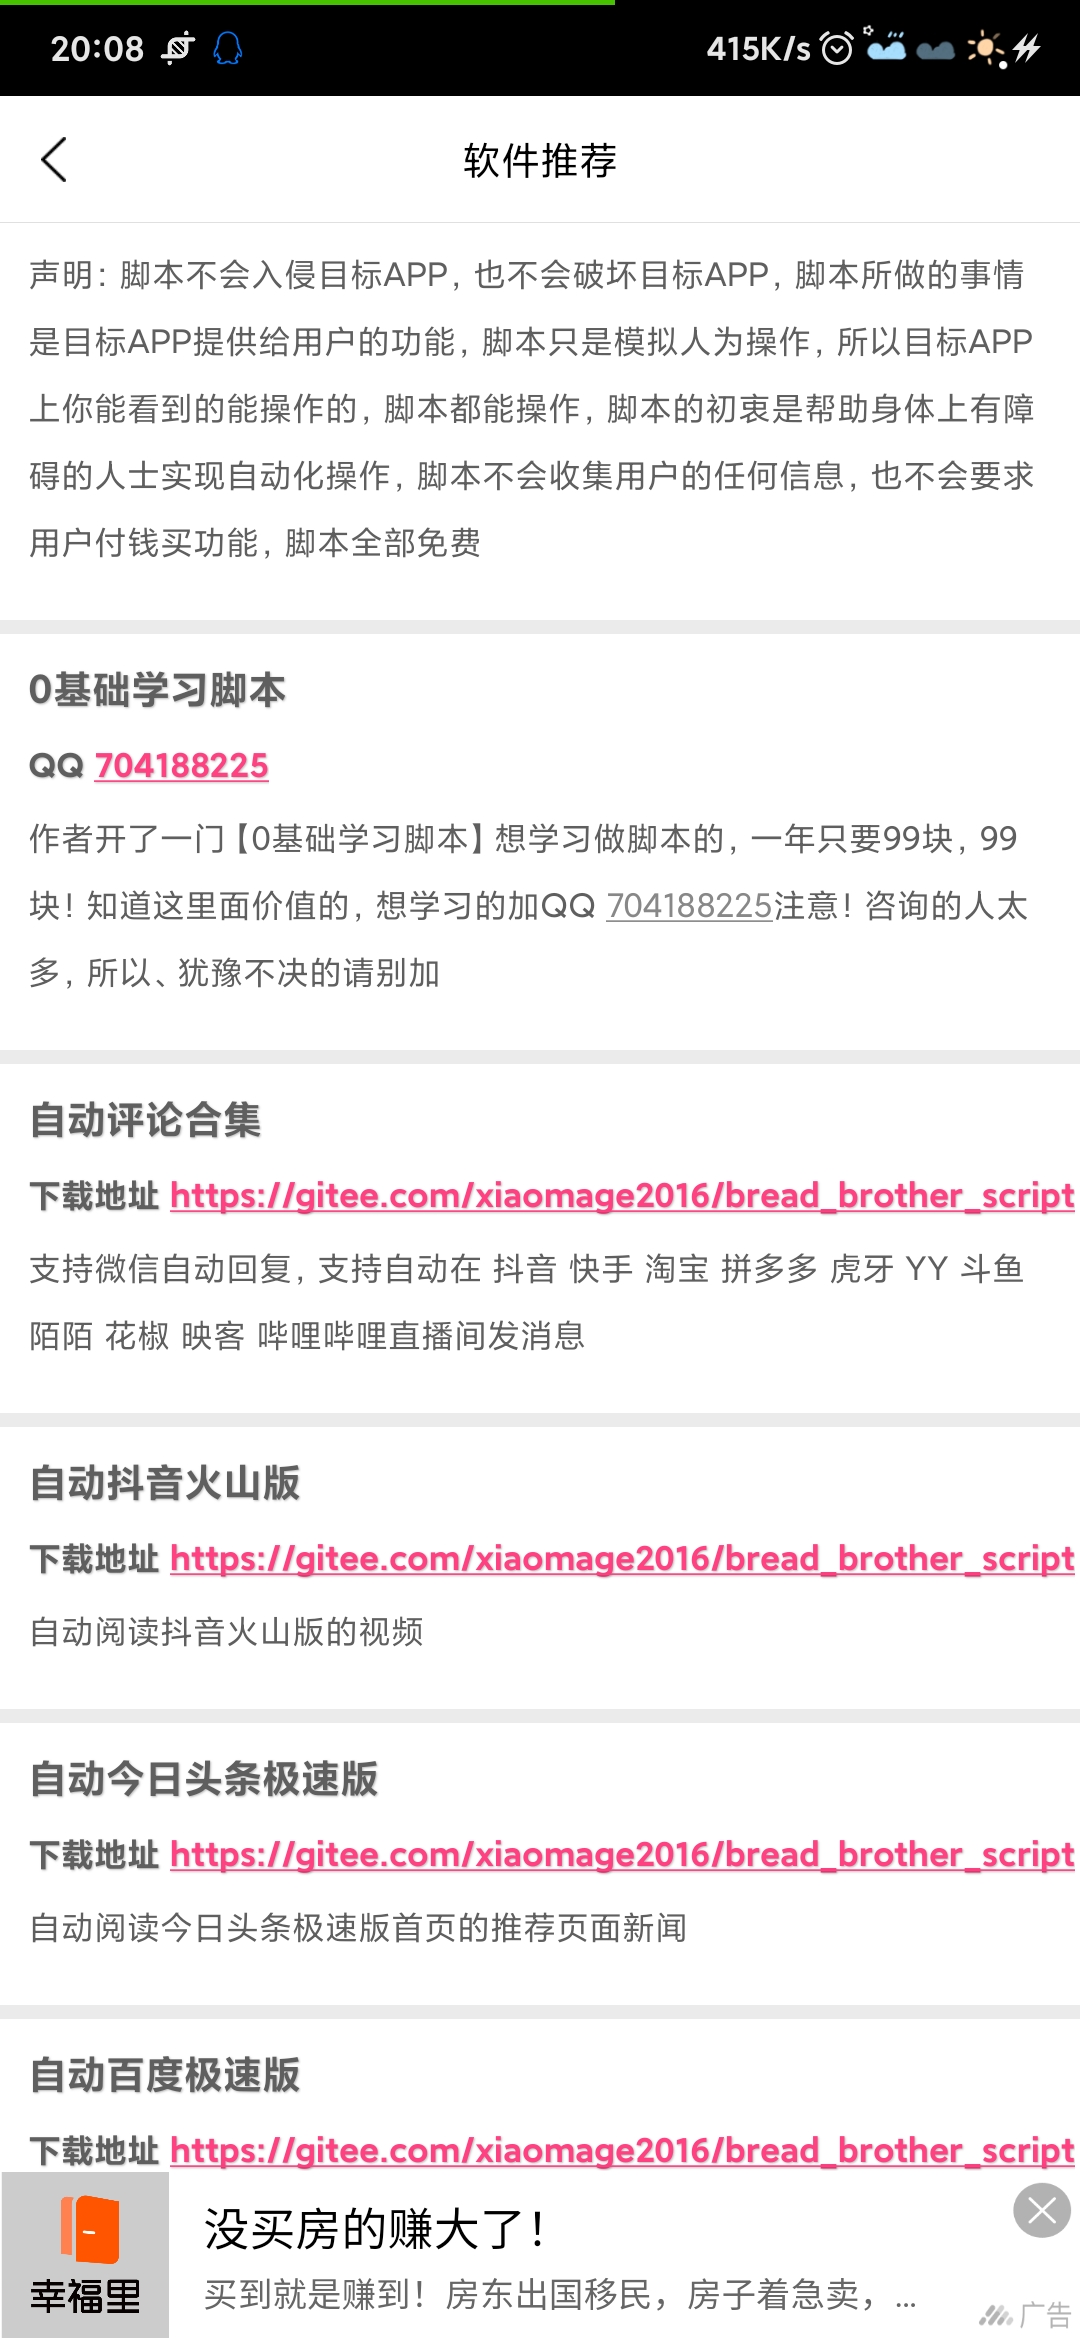 20:08
415K/s
软件推荐
声明：脚本不会入侵目标APP，也不会破坏目标APP，脚本所做的事情
是目标APP提供给用户的功能，脚本只是模拟人为操作，所以目标APP
上你能看到的能操作的，脚本都能操作，脚本的初衷是帮助身体上有障
碍的人士实现自动化操作，脚本不会收集用户的任何信息，也不会要求
用户付钱买功能，脚本全部免费
0基础学习脚本
QQ 704188225
作者开了一门【0基础学习脚本】想学习做脚本的，一年只要99块，99
块！知道这里面价值的，想学习的加QQ 704188225注意！咨询的人太
多，所以、犹豫不决的请别加
自动评论合集
下载地址 https://gitee.com/xiaomage2016/bread_brother_script
支持微信自动回复，支持自动在 抖音 快手 淘宝 拼多多 虎牙 YY 斗鱼
陌陌 花椒 映客 哔哩哔哩直播间发消息
自动抖音火山版
下载地址 https://gitee.com/xiaomage2016/bread_brother_script
自动阅读抖音火山版的视频
自动今日头条极速版
下载地址 https://gitee.com/xiaomage2016/bread_brother_script
自动阅读今日头条极速版首页的推荐页面新闻
自动百度极速版
下载地址 https://gitee.com/xiaomage2016/bread_brother_script
幸福里
没买房的赚大了！
买到就是赚到！房东出国移民，房子着急卖，...
广告